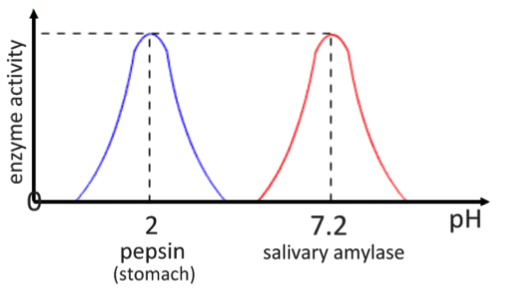 enzyme activity
0
2
7.2
pH
pepsin
(stomach)
salivary amylase